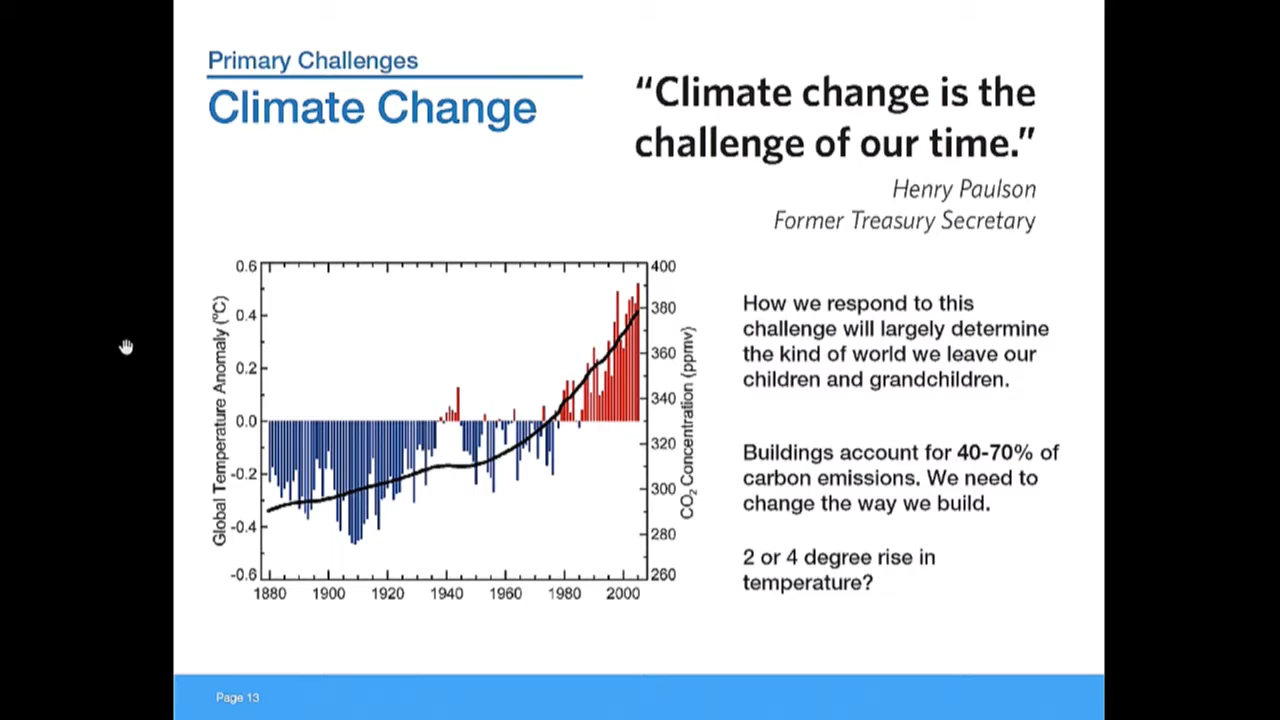 Primary Challenges
Climate Change
“Climate change is the
challenge of our time.”
Henry Paulson
Former Treasury Secretary
Global Temperature Anomaly (°C)
0.6
0.4
0.2
0.0
-0.2
-0.4
-0.6
400
380
360
340
320
300
280
260
CO2 Concentration (ppmv)
1880 1900 1920 1940 1960 1980 2000
How we respond to this
challenge will largely determine
the kind of world we leave our
children and grandchildren.
Buildings account for 40-70% of
carbon emissions. We need to
change the way we build.
2 or 4 degree rise in
temperature?
Page 13